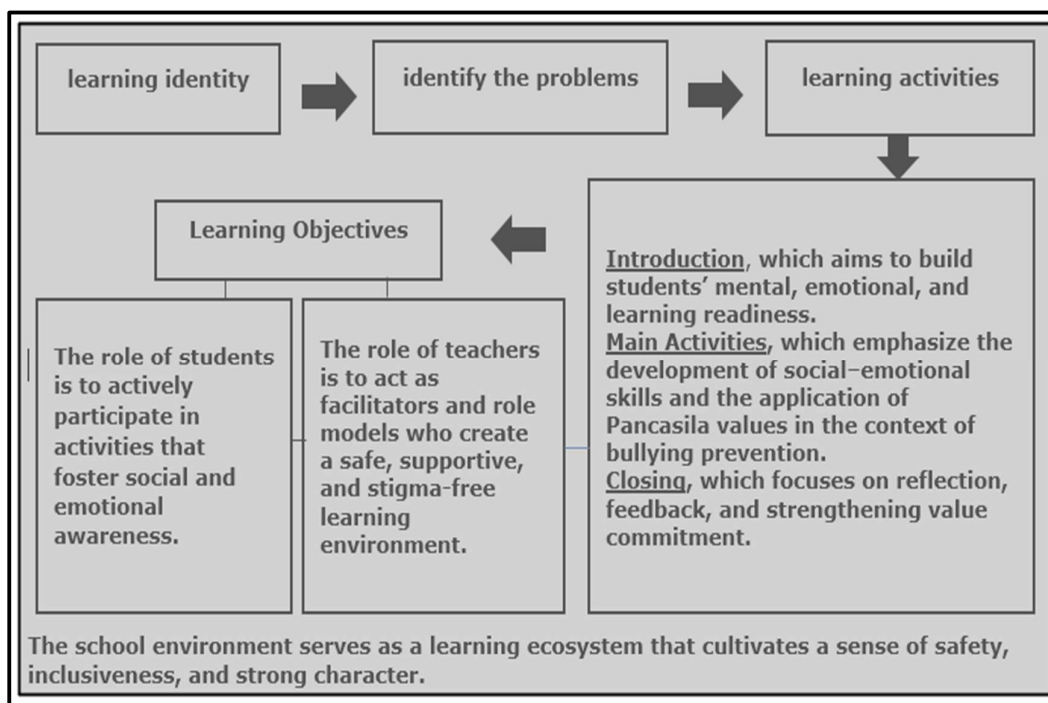 learning identity
identify the problems
learning activities
Introduction, which aims to build
students’ mental, emotional, and
learning readiness.
Main Activities, which emphasize the
development of social-emotional
skills and the application of
Pancasila values in the context of
bullying prevention.
Closing, which focuses on reflection,
feedback, and strengthening value
commitment.
Learning Objectives
The role of students
is to actively
participate in
activities that
foster social and
emotional
awareness.
The role of teachers
is to act as
facilitators and role
models who create
a safe, supportive,
and stigma-free
learning
environment.
The school environment serves as a learning ecosystem that cultivates a sense of safety,
inclusiveness, and strong character.